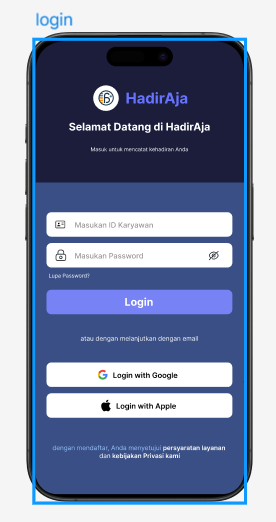 login
HadirAja
Selamat Datang di HadirAja
Masuk untuk mencatat kehadiran Anda
Masukan ID Karyawan
Masukan Password
Lupa Password?
Login
atau dengan melanjutkan dengan email
Login with Google
Login with Apple
dengan mendaftar, Anda menyetujui persyaratan layanan
dan kebijakan Privasi kami